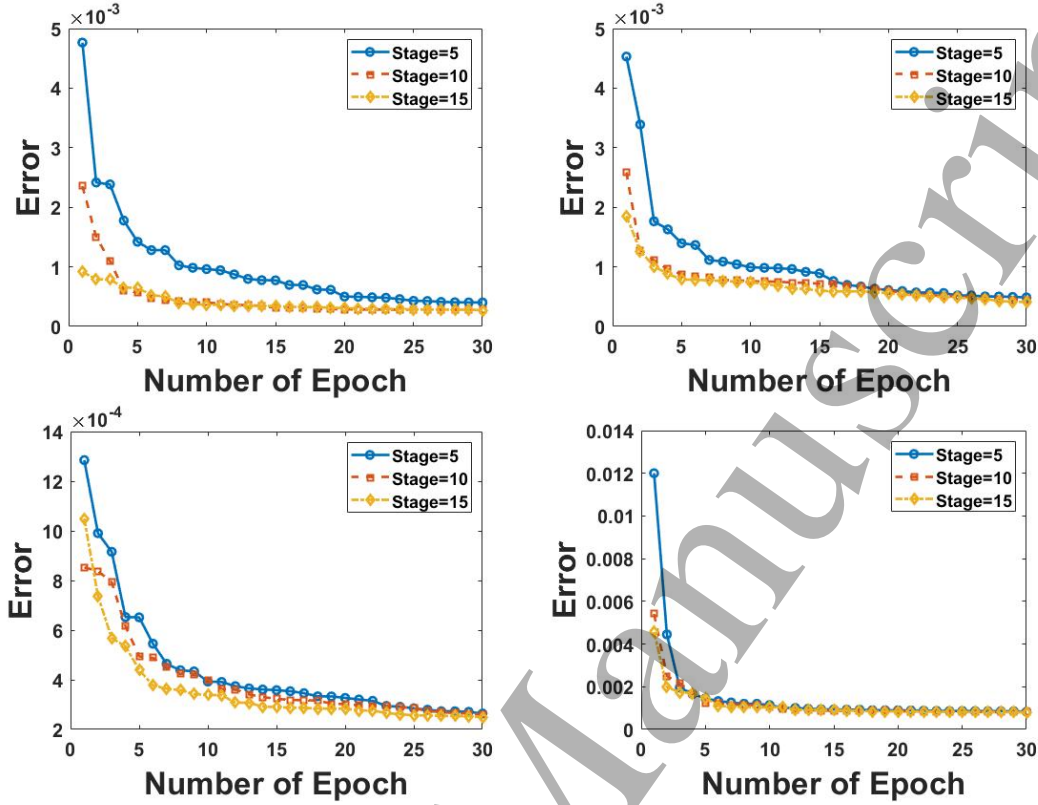 ×10-3
5
4
3
2
1
0
0 5 10 15 20 25 30
Error
Number of Epoch
Stage=5
Stage=10
Stage=15
×10-3
5
4
3
2
1
0
0 5 10 15 20 25 30
Error
Number of Epoch
Stage=5
Stage=10
Stage=15
×10-4
14
12
10
8
6
4
2
0 5 10 15 20 25 30
Error
Number of Epoch
Stage=5
Stage=10
Stage=15
0.014
0.012
0.01
0.008
0.006
0.004
0.002
0
0 5 10 15 20 25 30
Error
Number of Epoch
Stage=5
Stage=10
Stage=15
Manuscri